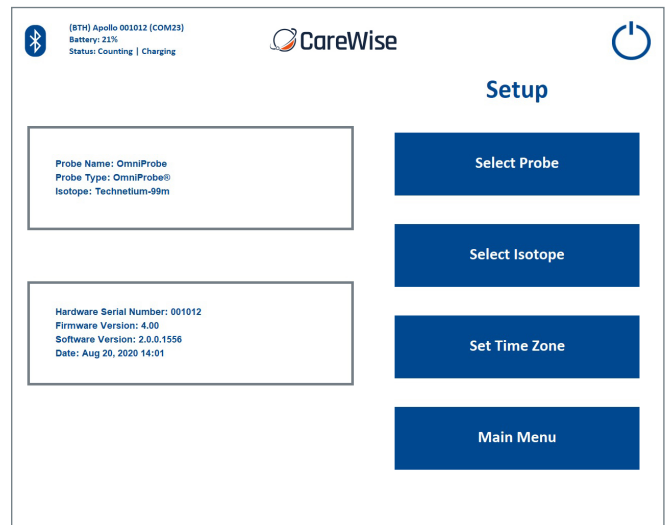 (BTH) Apollo 001012 (COM23)
Battery: 21%
Status: Counting | Charging
CareWise
Setup
Probe Name: OmniProbe
Probe Type: OmniProbe®
Isotope: Technetium-99m
Select Probe
Select Isotope
Hardware Serial Number: 001012
Firmware Version: 4.00
Software Version: 2.0.0.1556
Date: Aug 20, 2020 14:01
Set Time Zone
Main Menu